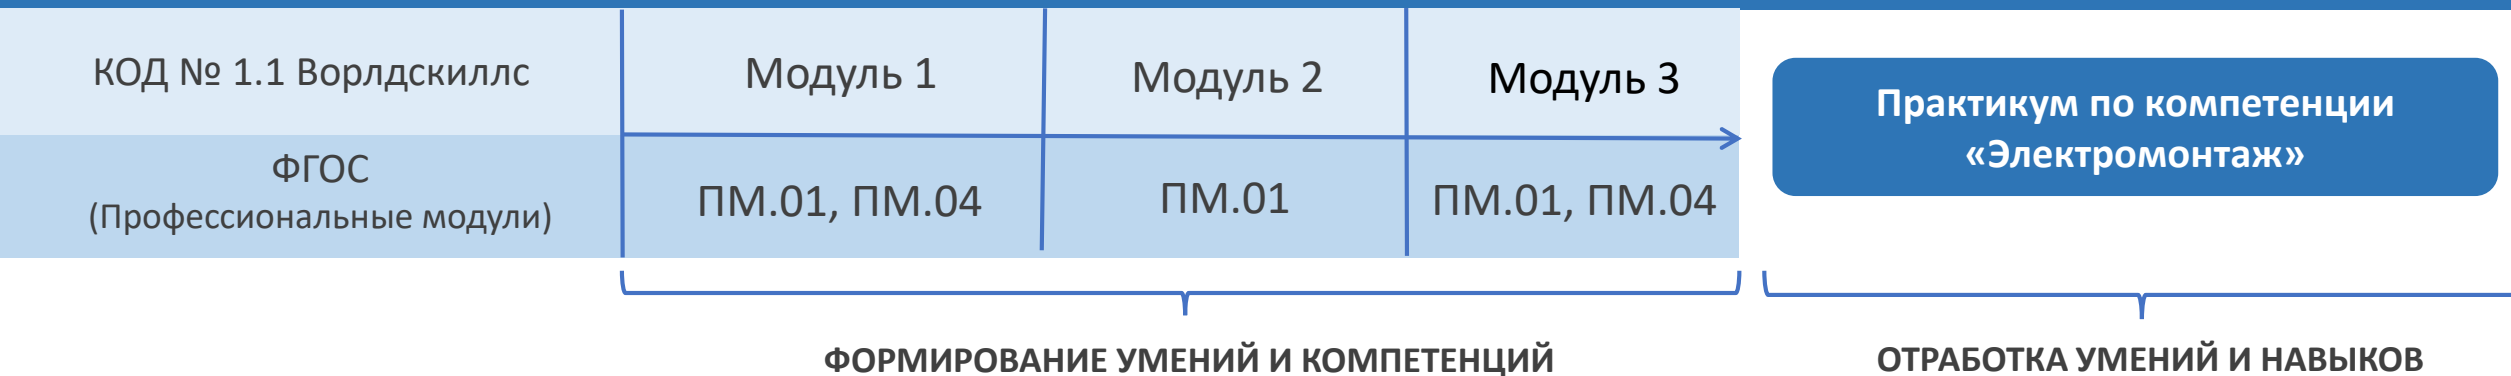 КОД № 1.1 Ворлдскиллс
Модуль 1
Модуль 2
Модуль 3
ФГОС
(Профессиональные модули)
ПМ.01, ПМ.04
ПМ.01
ПМ.01, ПМ.04
Практикум по компетенции
«Электромонтаж»
ФОРМИРОВАНИЕ УМЕНИЙ И КОМПЕТЕНЦИЙ
ОТРАБОТКА УМЕНИЙ И НАВЫКОВ